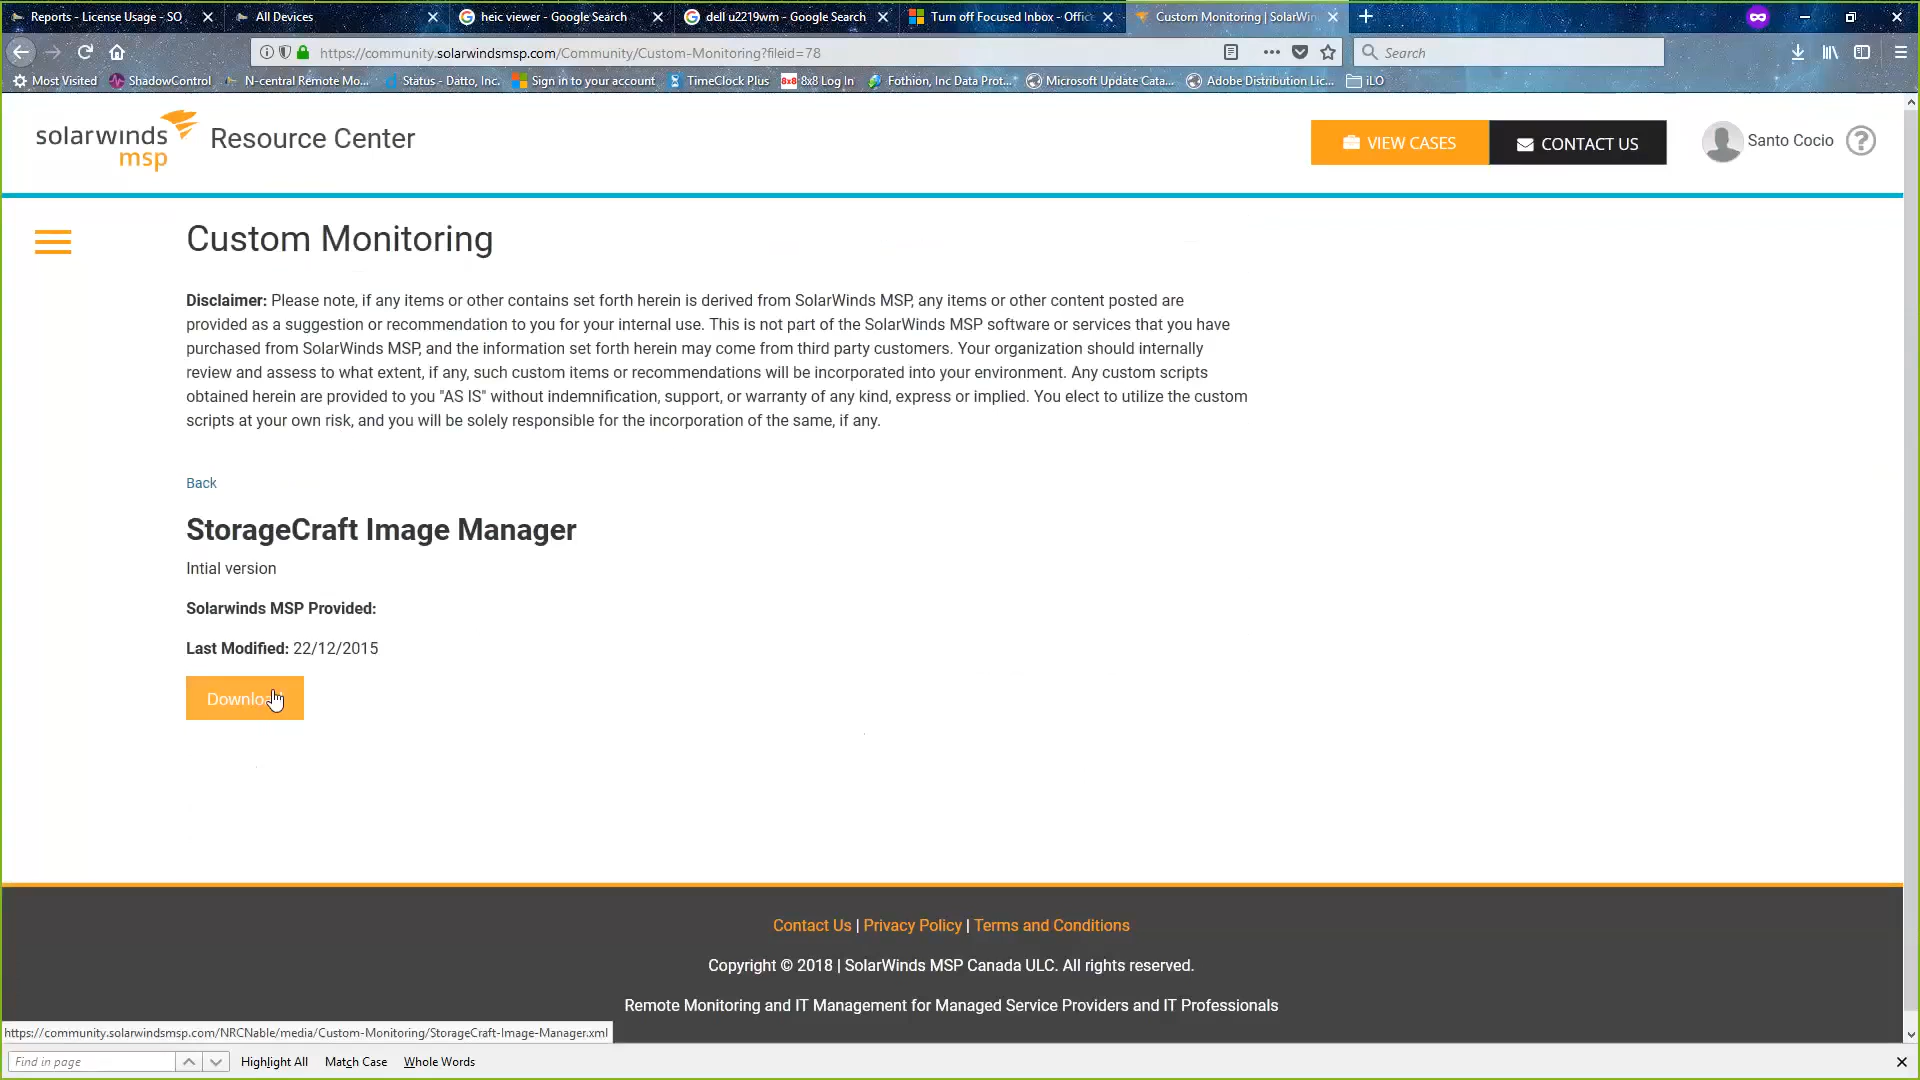 Reports - License Usage - SO
All Devices
heic viewer - Google Search
dell u2219wm - Google Search
Turn off Focused Inbox - Offic
Custom Monitoring | SolarWin
https://community.solarwindsmsp.com/Community/Custom-Monitoring?fileid=78
Search
Most Visited
ShadowControl
N-central Remote Mo...
Status - Datto, Inc.
Sign in to your account
TimeClock Plus
8x8 8x8 Log In
Fothion, Inc Data Prot...
Microsoft Update Cata...
Adobe Distribution Lic...
iLO
solarwinds
msp
Resource Center
VIEW CASES
CONTACT US
Santo Cocio
?
Custom Monitoring
Disclaimer: Please note, if any items or other contains set forth herein is derived from SolarWinds MSP, any items or other content posted are
provided as a suggestion or recommendation to you for your internal use. This is not part of the SolarWinds MSP software or services that you have
purchased from SolarWinds MSP, and the information set forth herein may come from third party customers. Your organization should internally
review and assess to what extent, if any, such custom items or recommendations will be incorporated into your environment. Any custom scripts
obtained herein are provided to you "AS IS" without indemnification, support, or warranty of any kind, express or implied. You elect to utilize the custom
scripts at your own risk, and you will be solely responsible for the incorporation of the same, if any.
Back
StorageCraft Image Manager
Intial version
Solarwinds MSP Provided:
Last Modified: 22/12/2015
Download
Contact Us | Privacy Policy | Terms and Conditions
Copyright © 2018 | SolarWinds MSP Canada ULC. All rights reserved.
Remote Monitoring and IT Management for Managed Service Providers and IT Professionals
https://community.solarwindsmsp.com/NRCNable/media/Custom-Monitoring/StorageCraft-Image-Manager.xml
Find in page
Highlight All
Match Case
Whole Words